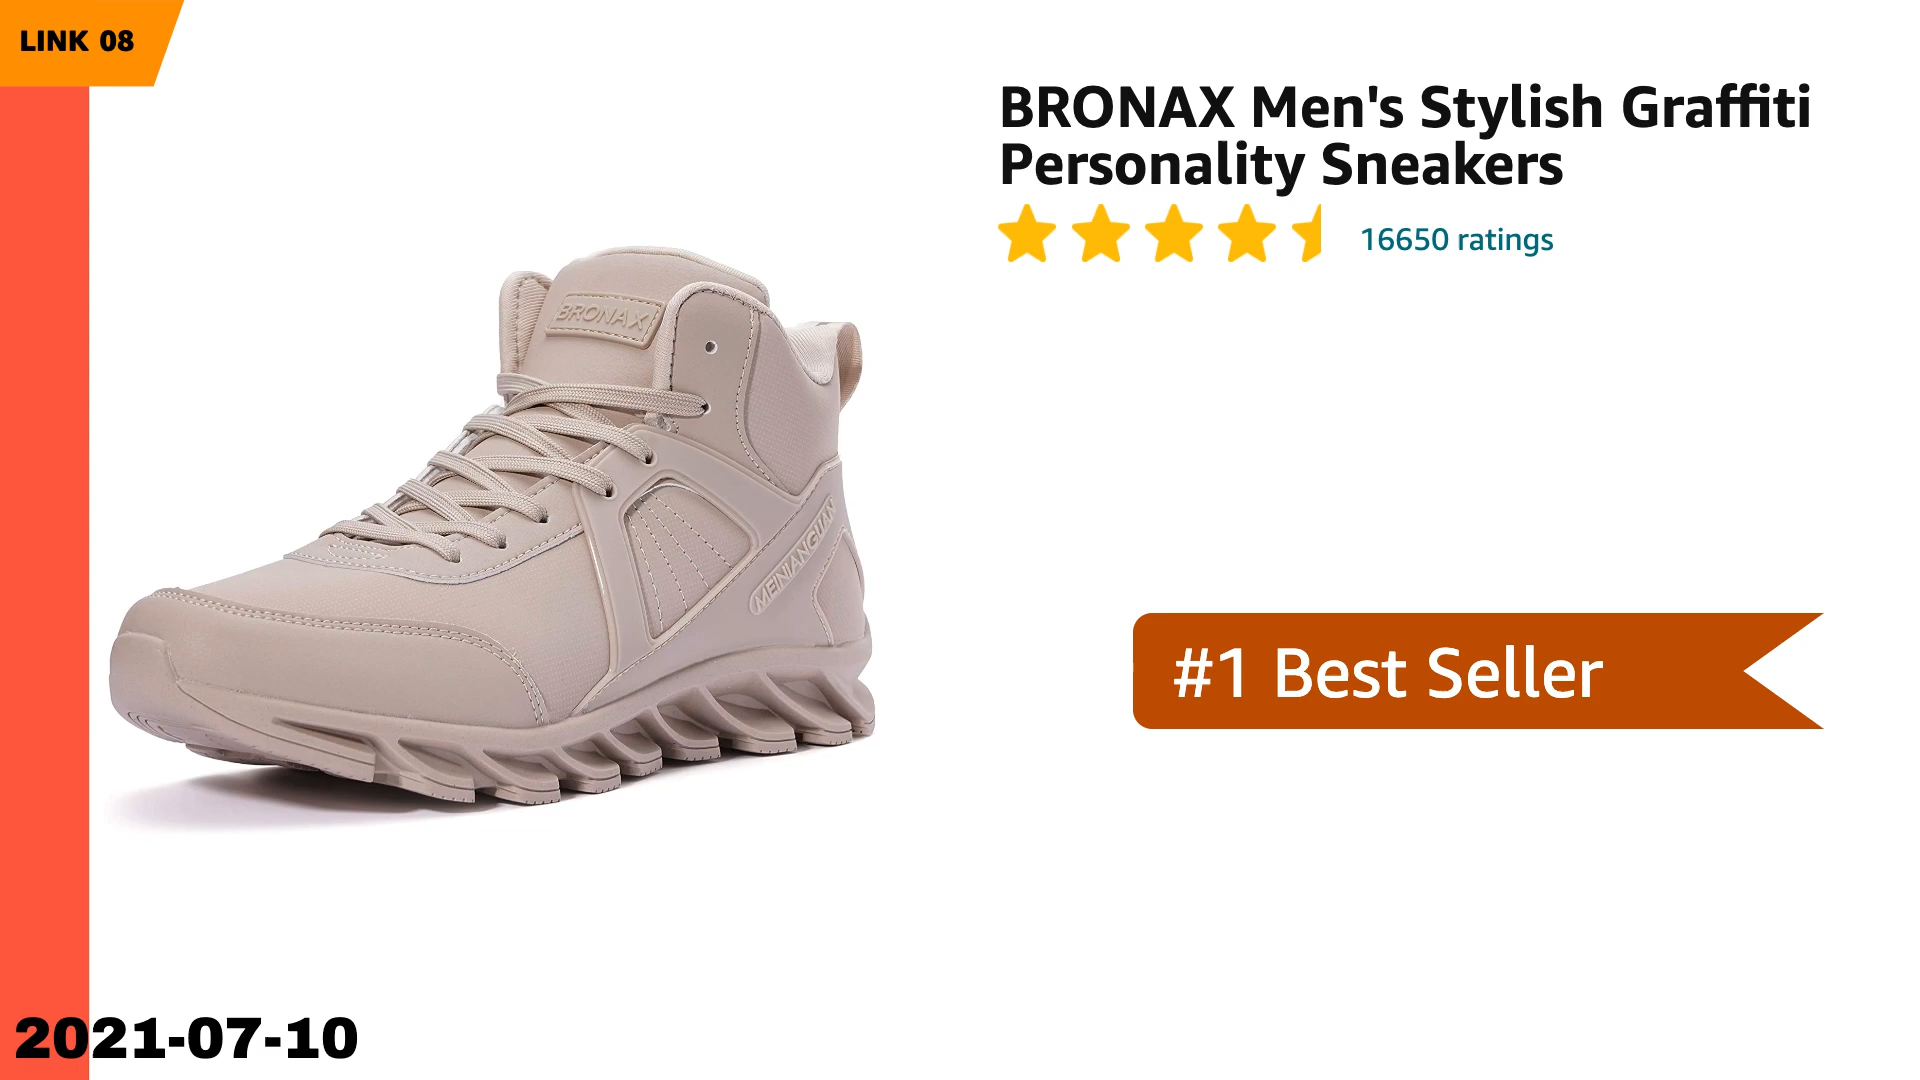 LINK 08
BRONAX Men's Stylish Graffiti
Personality Sneakers
16650 ratings
BRONAX
MEINIANGUAN
#1 Best Seller
2021-07-10